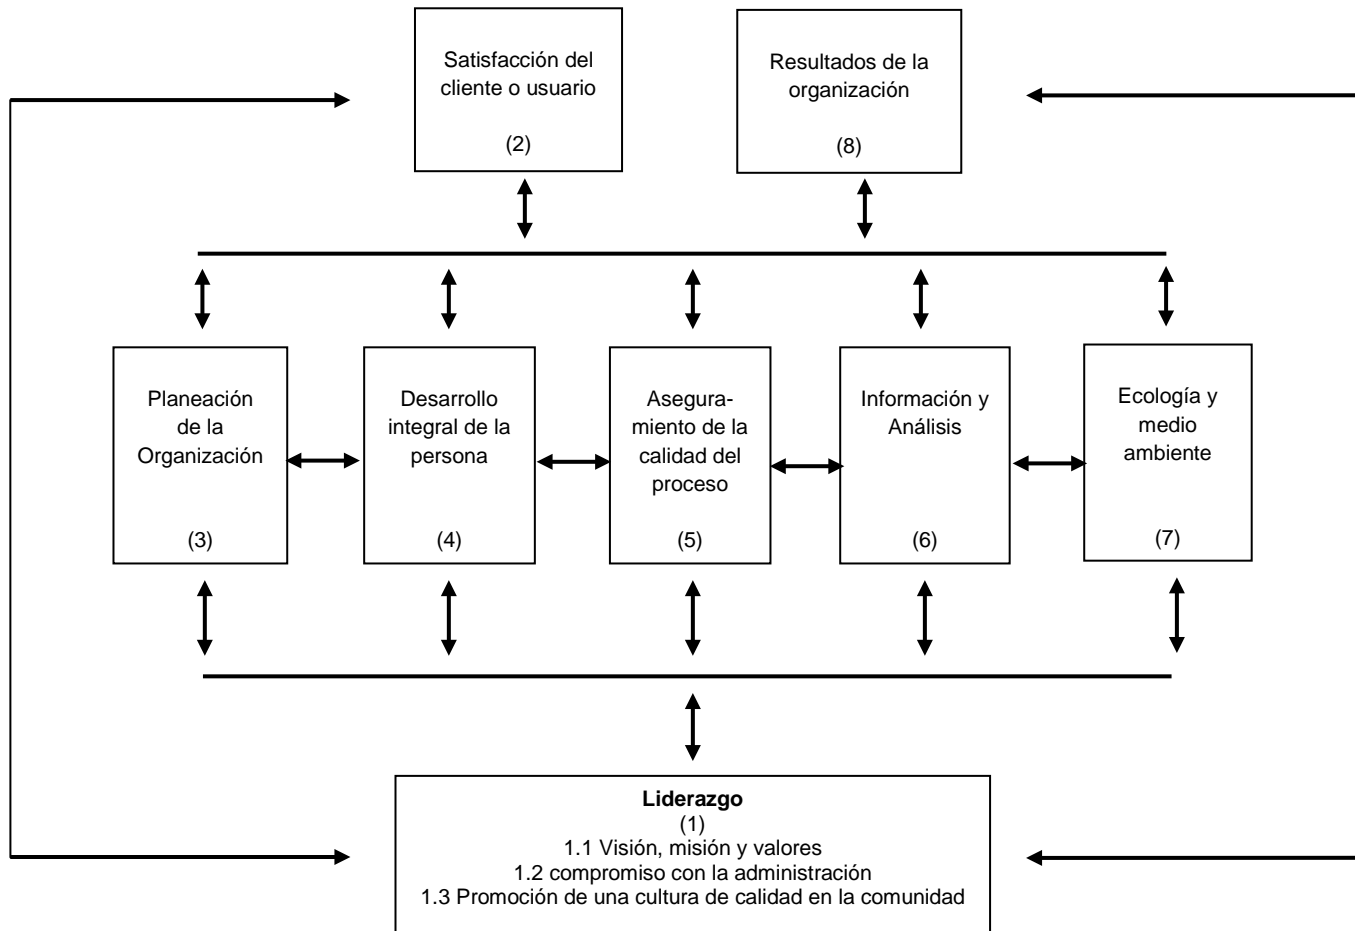 Satisfacción del
cliente o usuario
(2)
Resultados de la
organización
(8)
Planeación
de la
Organización
(3)
Desarrollo
integral de la
persona
(4)
Asegura-
miento de la
calidad del
proceso
(5)
Información y
Análisis
(6)
Ecología y
medio
ambiente
(7)
Liderazgo
(1)
1.1 Visión, misión y valores
1.2 compromiso con la administración
1.3 Promoción de una cultura de calidad en la comunidad